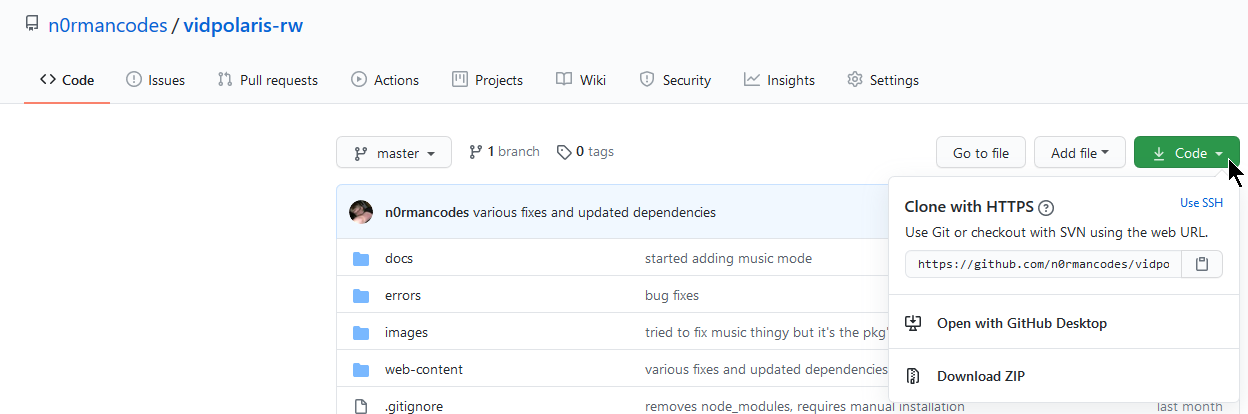 n0rmancodes / vidpolaris-rw
Code Issues Pull requests Actions Projects Wiki Security Insights Settings
master 1 branch 0 tags Go to file Add file Code
n0rmancodes various fixes and updated dependencies
Clone with HTTPS ? Use SSH
Use Git or checkout with SVN using the web URL.
https://github.com/n0rmancodes/vidpo
Open with GitHub Desktop
Download ZIP
docs started adding music mode
errors bug fixes
images tried to fix music thingy but it's the pkg'
web-content various fixes and updated dependencies
.gitignore removes node_modules, requires manual installation last month